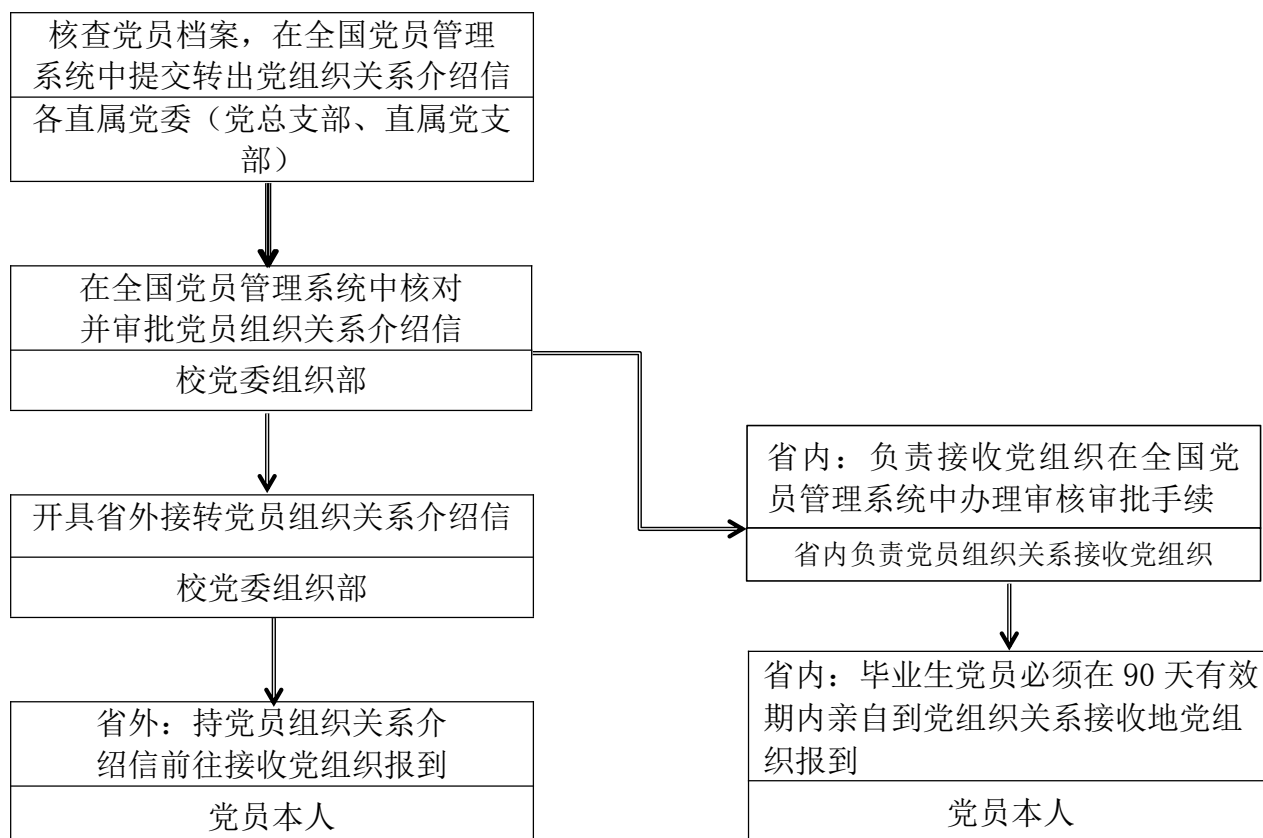 核查党员档案，在全国党员管理
系统中提交转出党组织关系介绍信
各直属党委（党总支部、直属党支
部）
在全国党员管理系统中核对
并审批党员组织关系介绍信
校党委组织部
开具省外接转党员组织关系介绍信
校党委组织部
省外：持党员组织关系介
绍信前往接收党组织报到
党员本人
省内：负责接收党组织在全国党
员管理系统中办理审核审批手续
省内负责党员组织关系接收党组织
省内：毕业生党员必须在 90 天有效
期内亲自到党组织关系接收地党组
织报到
党员本人